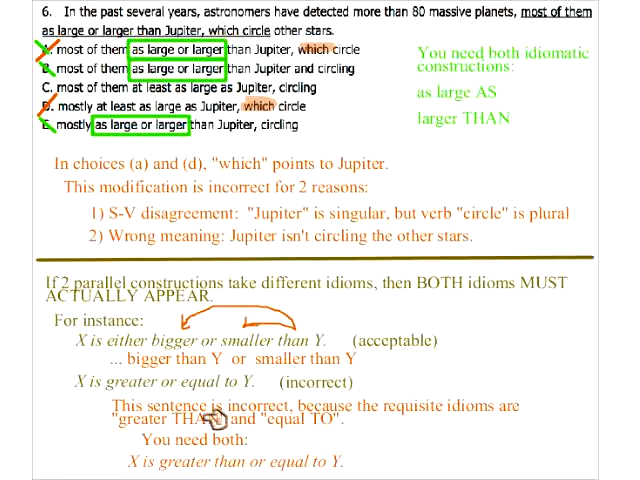 6. In the past several years, astronomers have detected more than 80 massive planets, most of them
as large or larger than Jupiter, which circle other stars.
A. most of them as large or larger than Jupiter, which circle
B. most of them as large or larger than Jupiter and circling
C. most of them at least as large as Jupiter, circling
D. mostly at least as large as Jupiter, which circle
E. mostly as large or larger than Jupiter, circling
You need both idiomatic
constructions:
as large AS
larger THAN
In choices (a) and (d), "which" points to Jupiter.
This modification is incorrect for 2 reasons:
1) S-V disagreement: "Jupiter" is singular, but verb "circle" is plural
2) Wrong meaning: Jupiter isn't circling the other stars.
If 2 parallel constructions take different idioms, then BOTH idioms MUST
ACTUALLY APPEAR.
For instance:
X is either bigger or smaller than Y. (acceptable)
... bigger than Y or smaller than Y
X is greater or equal to Y. (incorrect)
This sentence is incorrect, because the requisite idioms are
"greater THAN" and "equal TO".
You need both:
X is greater than or equal to Y.